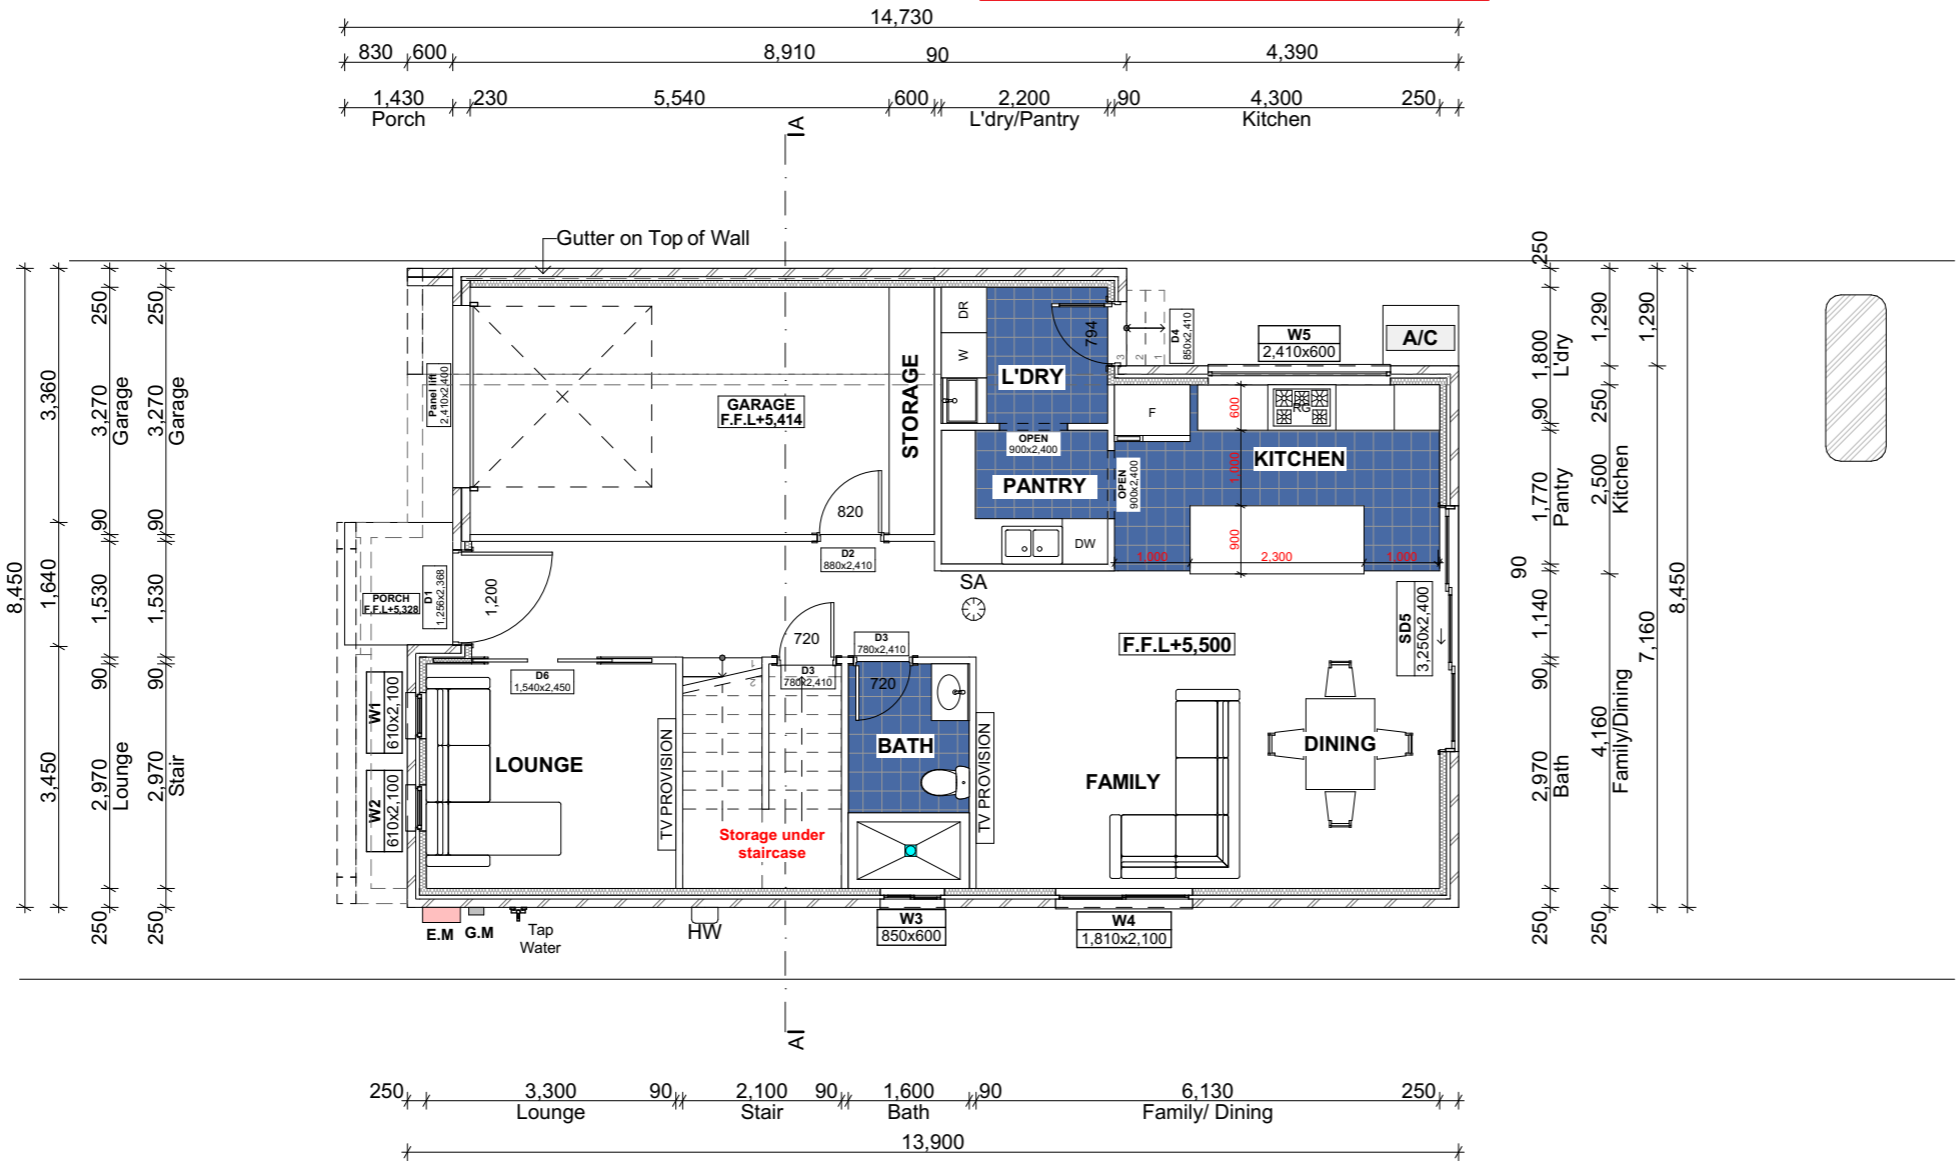 14,730
830 600 8,910 90 4,390
1,430 230 5,540 600 2,200 90 4,300 250
Porch L'dry/Pantry Kitchen
A
Gutter on Top of Wall
8,450
3,360 1,640 3,450
250 3,270 90 1,530 90 2,970 250
Garage Lounge
250 3,270 90 1,530 90 2,970 250
Garage Stair
Panel lift
2,410x2,400
GARAGE
F.F.L+5,414
STORAGE
DR
W
L'DRY
794
3 2 1
D4
850x2,410
W5
2,410x600
A/C
OPEN
900x2,400
PANTRY
OPEN
900x2,400
DW
F
RG
KITCHEN
600
1,000
900
1,000 2,300 1,000
820
D2
880x2,410
SA
PORCH
F.F.L+5,328
D1
1,256x2,368
1,200
D6
1,540x2,450
720
D3
780x2,410
D3
780x2,410
720
1
2
F.F.L+5,500
SD5
3,250x2,400
W1
610x2,100
W2
610x2,100
LOUNGE
TV PROVISION
Storage under
staircase
BATH
TV PROVISION
FAMILY
DINING
E.M G.M
Tap
Water
HW
W3
850x600
W4
1,810x2,100
250 1,800 90 1,770 90 1,140 90 2,970 250
L'dry Pantry Bath
1,290 250 2,500 4,160 250
Kitchen Family/Dining
1,290 7,160
8,450
A
250 3,300 90 2,100 90 1,600 90 6,130 250
Lounge Stair Bath Family/ Dining
13,900